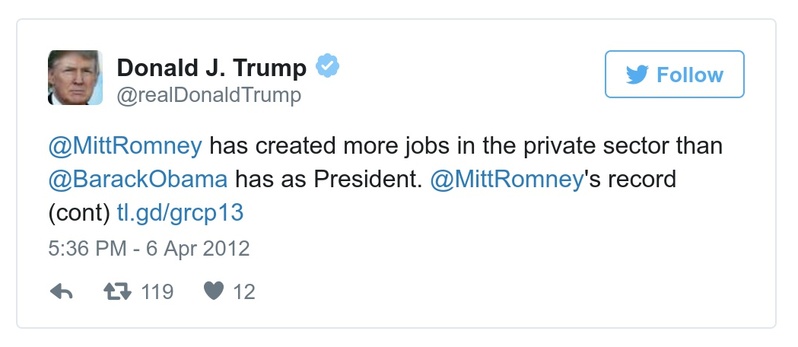 Donald J. Trump
@realDonaldTrump
Follow
@MittRomney has created more jobs in the private sector than
@BarackObama has as President. @MittRomney's record
(cont) tl.gd/grcp13
5:36 PM - 6 Apr 2012
119 12